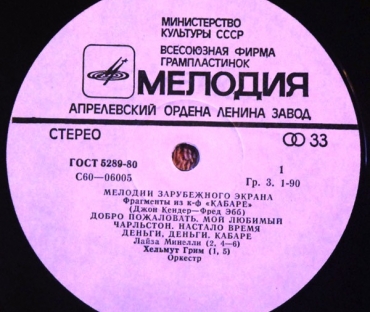 МИНИСТЕРСТВО
КУЛЬТУРЫ СССР
ВСЕСОЮЗНАЯ ФИРМА
ГРАМПЛАСТИНОК
МЕЛОДИЯ
АПРЕЛЕВСКИЙ ОРДЕНА ЛЕНИНА ЗАВОД
СТЕРЕО
33
ГОСТ 5289-80
С60—06005
1
Гр. 3. 1-90
МЕЛОДИИ ЗАРУБЕЖНОГО ЭКРАНА
Фрагменты из к-ф «КАБАРЕ»
(Джон Кендер—Фред Эбб)
ДОБРО ПОЖАЛОВАТЬ, МОЙ ЛЮБИМЫЙ
ЧАРЛЬСТОН, НАСТАЛО ВРЕМЯ
ДЕНЬГИ, ДЕНЬГИ, КАБАРЕ
Лайза Минелли (2, 4—6)
Хельмут Грим (1, 5)
Оркестр